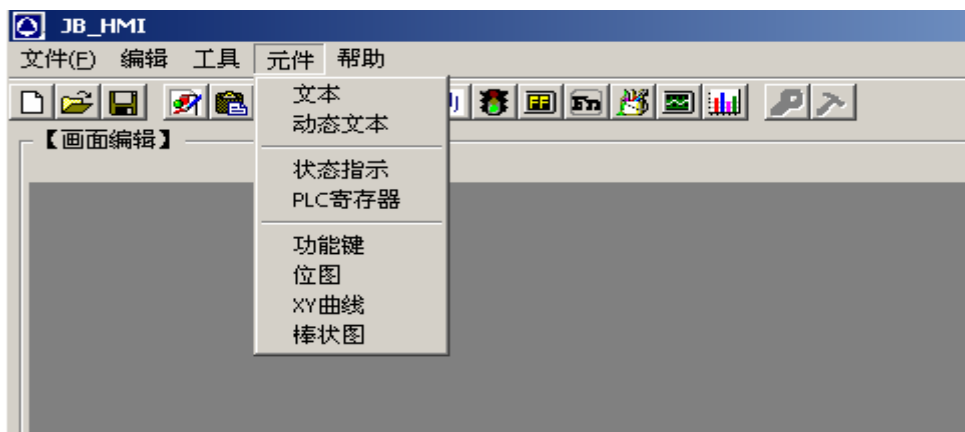 JB_HMI
文件(F) 编辑 工具 元件 帮助
文本
动态文本
【画面编辑】
状态指示
PLC寄存器
功能键
位图
XY曲线
棒状图